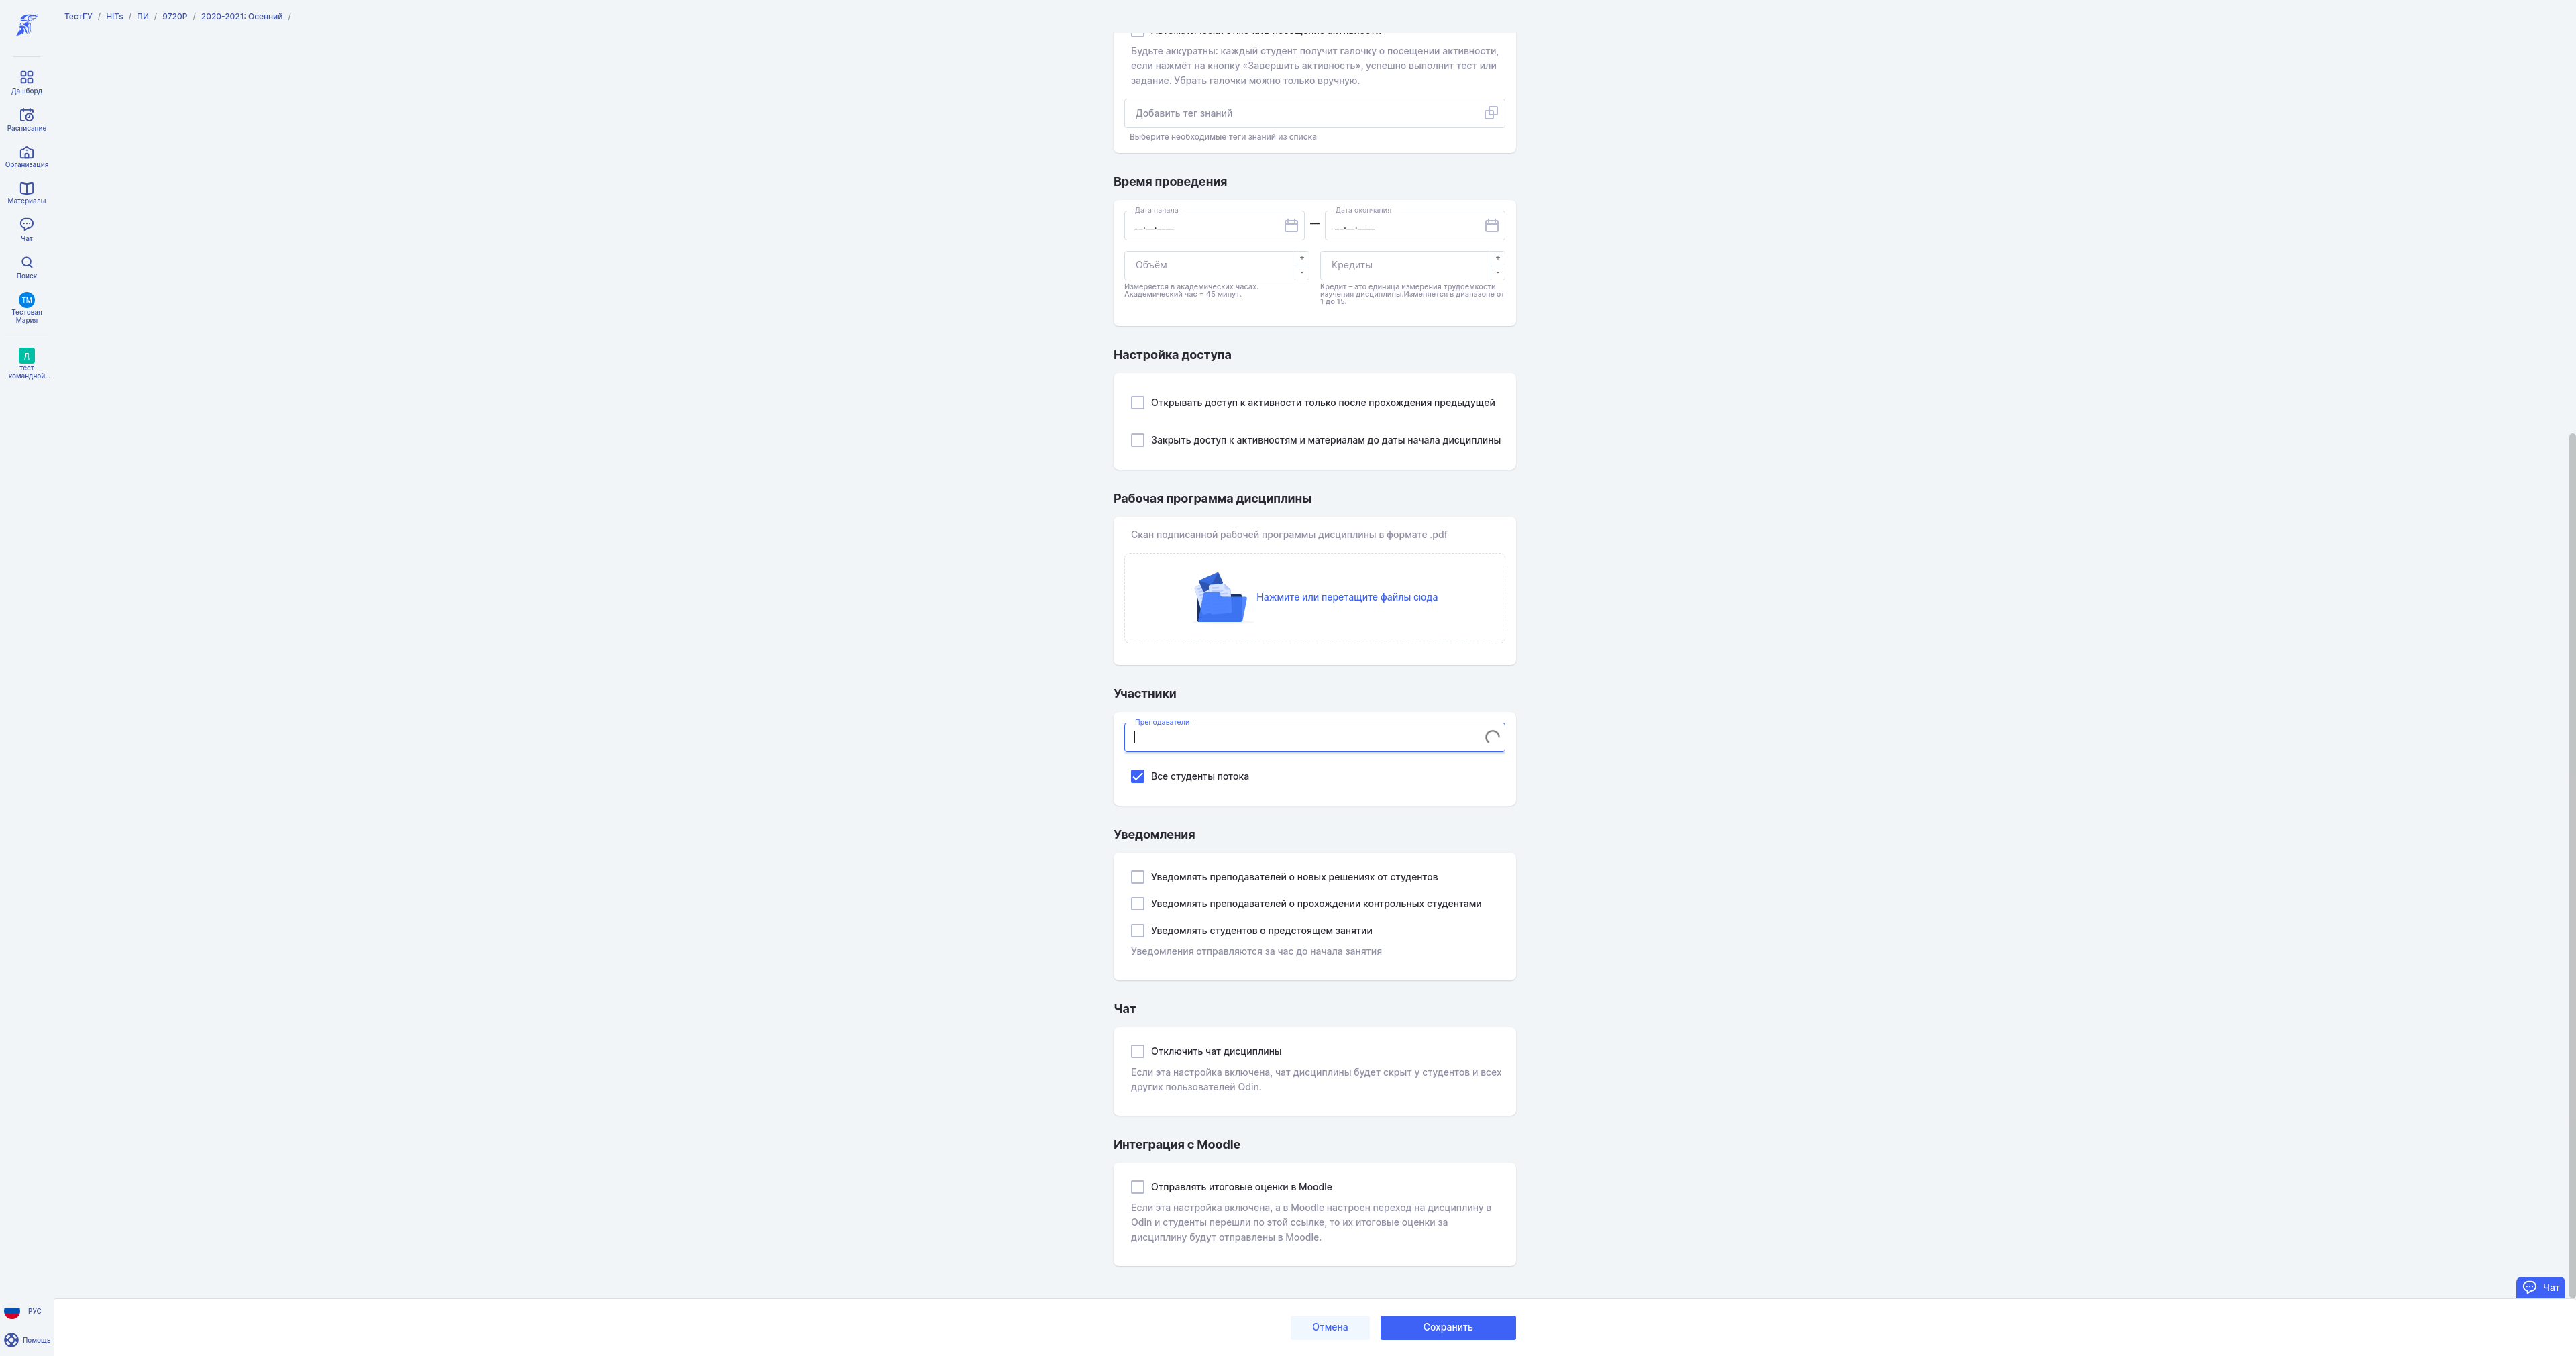 ТестГУ / HITs / ПИ / 9720Р / 2020-2021: Осенний /
Дашборд
Расписание
Организация
Материалы
Чат
Поиск
ТМ
Тестовая
Мария
Д
тест
командной...
РУС
Помощь
Будьте аккуратны: каждый студент получит галочку о посещении активности,
если нажмёт на кнопку «Завершить активность», успешно выполнит тест или
задание. Убрать галочки можно только вручную.
Добавить тег знаний
Выберите необходимые теги знаний из списка
Время проведения
Дата начала
__.__.____
—
Дата окончания
__.__.____
Объём
+
-
Измеряется в академических часах.
Академический час = 45 минут.
Кредиты
+
-
Кредит – это единица измерения трудоёмкости
изучения дисциплины.Изменяется в диапазоне от
1 до 15.
Настройка доступа
Открывать доступ к активности только после прохождения предыдущей
Закрыть доступ к активностям и материалам до даты начала дисциплины
Рабочая программа дисциплины
Скан подписанной рабочей программы дисциплины в формате .pdf
Нажмите или перетащите файлы сюда
Участники
Преподаватели
Все студенты потока
Уведомления
Уведомлять преподавателей о новых решениях от студентов
Уведомлять преподавателей о прохождении контрольных студентами
Уведомлять студентов о предстоящем занятии
Уведомления отправляются за час до начала занятия
Чат
Отключить чат дисциплины
Если эта настройка включена, чат дисциплины будет скрыт у студентов и всех
других пользователей Odin.
Интеграция с Moodle
Отправлять итоговые оценки в Moodle
Если эта настройка включена, а в Moodle настроен переход на дисциплину в
Odin и студенты перешли по этой ссылке, то их итоговые оценки за
дисциплину будут отправлены в Moodle.
Чат
Отмена
Сохранить